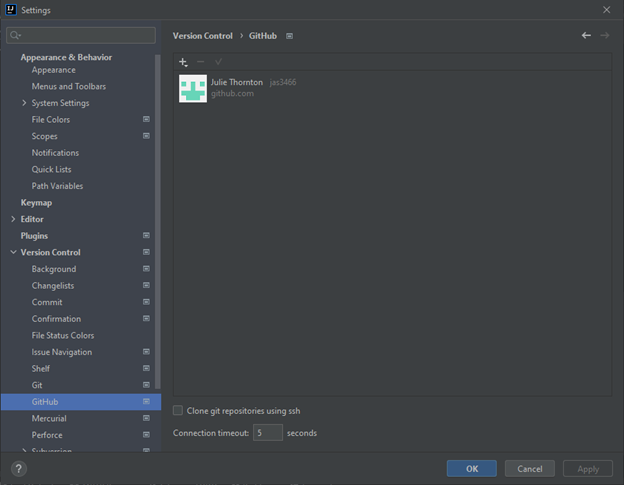 IJ Settings
Version Control › GitHub
Appearance & Behavior
Appearance
Menus and Toolbars
System Settings
File Colors
Scopes
Notifications
Quick Lists
Path Variables
Keymap
Editor
Plugins
Version Control
Background
Changelists
Commit
Confirmation
File Status Colors
Issue Navigation
Shelf
Git
GitHub
Mercurial
Perforce
Subversion
Julie Thornton jas3466
github.com
Clone git repositories using ssh
Connection timeout: 5 seconds
? OK Cancel Apply